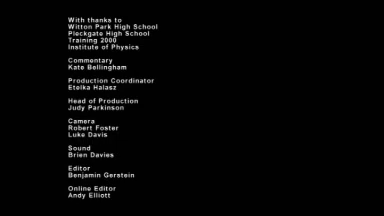 With thanks to
Witton Park High School
Pleckgate High School
Training 2000
Institute of Physics
Commentary
Kate Bellingham
Production Coordinator
Etelka Halasz
Head of Production
Judy Parkinson
Camera
Robert Foster
Luke Davis
Sound
Brien Davies
Editor
Benjamin Gerstein
Online Editor
Andy Elliott